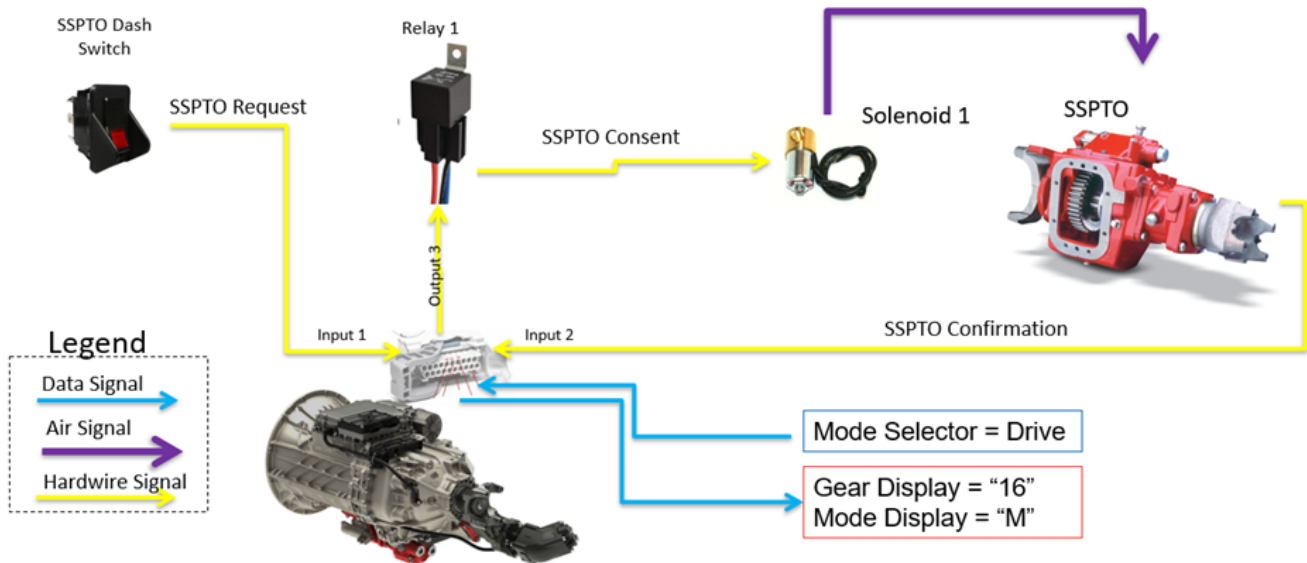 SSPTO Dash
Switch
Relay 1
SSPTO Request
SSPTO Consent
Solenoid 1
SSPTO
Output 3
Input 1
Input 2
SSPTO Confirmation
Legend
Data Signal
Air Signal
Hardwire Signal
Mode Selector = Drive
Gear Display = “16”
Mode Display = “M”